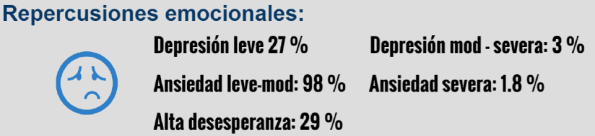 Repercusiones emocionales:
Depresión leve 27 % Depresión mod - severa: 3 %
Ansiedad leve-mod: 98 % Ansiedad severa: 1.8 %
Alta desesperanza: 29 %